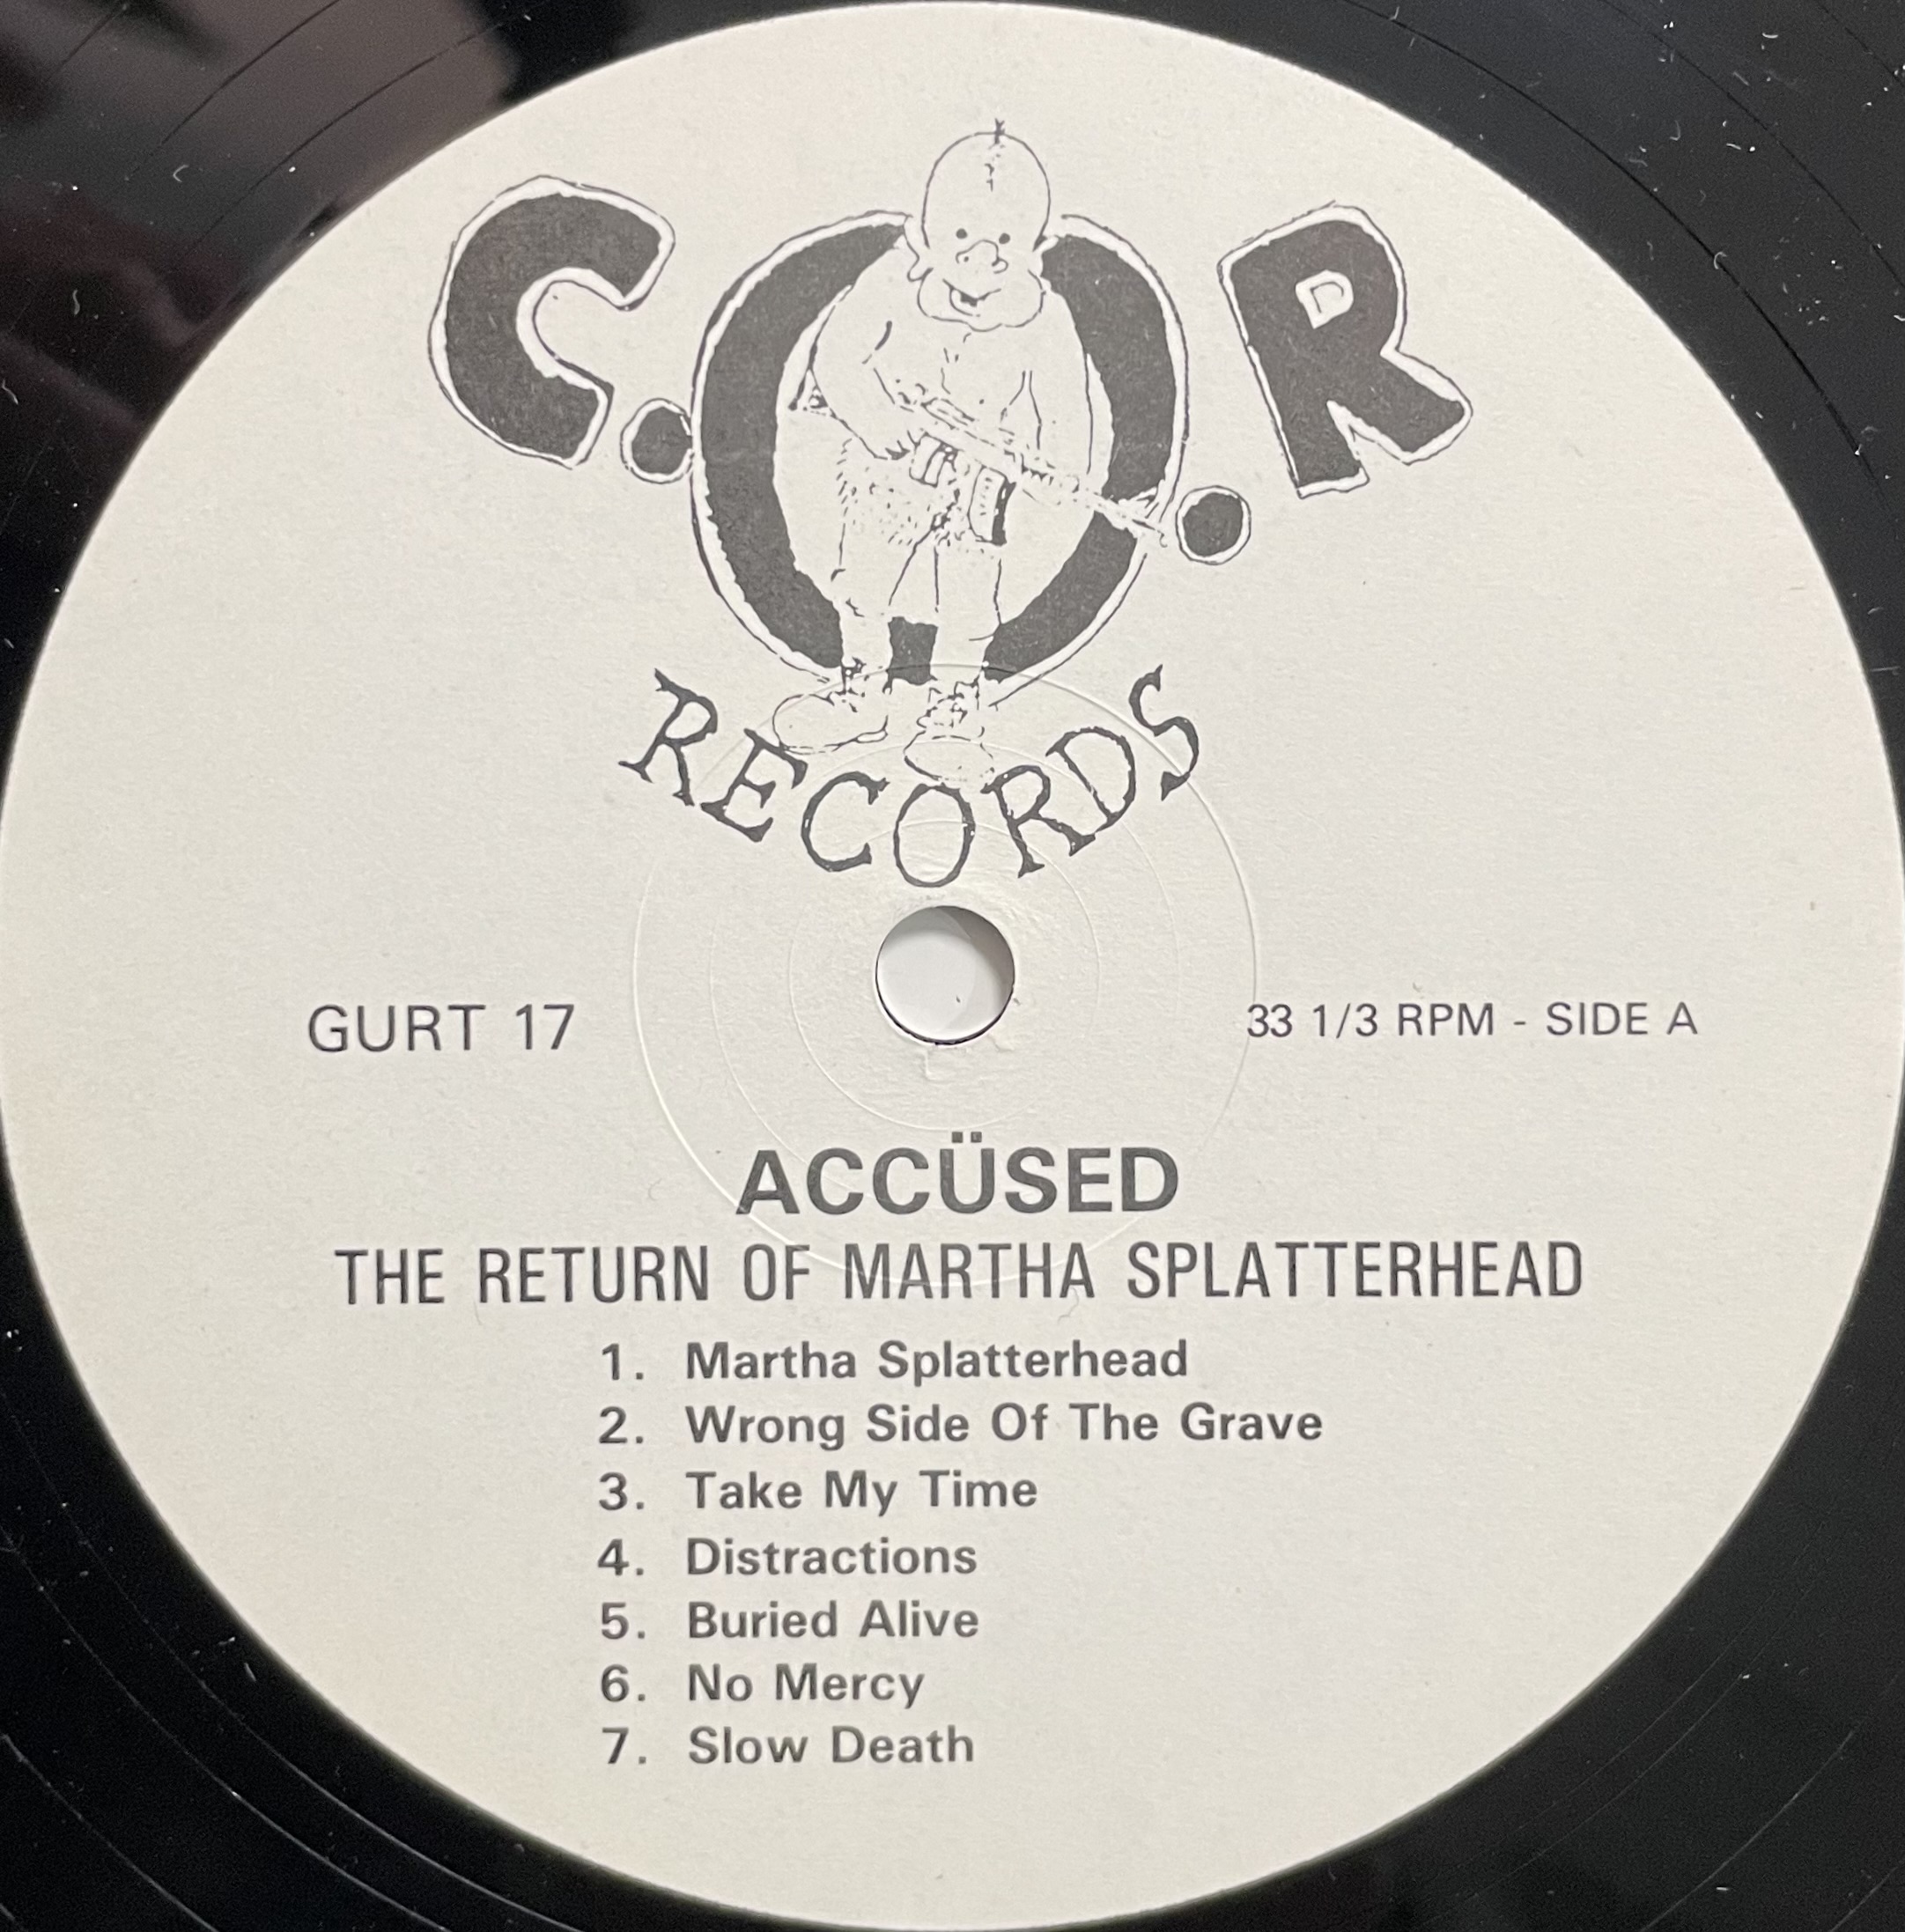 C.O.R
RECORDS
GURT 17
33 1/3 RPM - SIDE A
ACCÜSED
THE RETURN OF MARTHA SPLATTERHEAD
1. Martha Splatterhead
2. Wrong Side Of The Grave
3. Take My Time
4. Distractions
5. Buried Alive
6. No Mercy
7. Slow Death